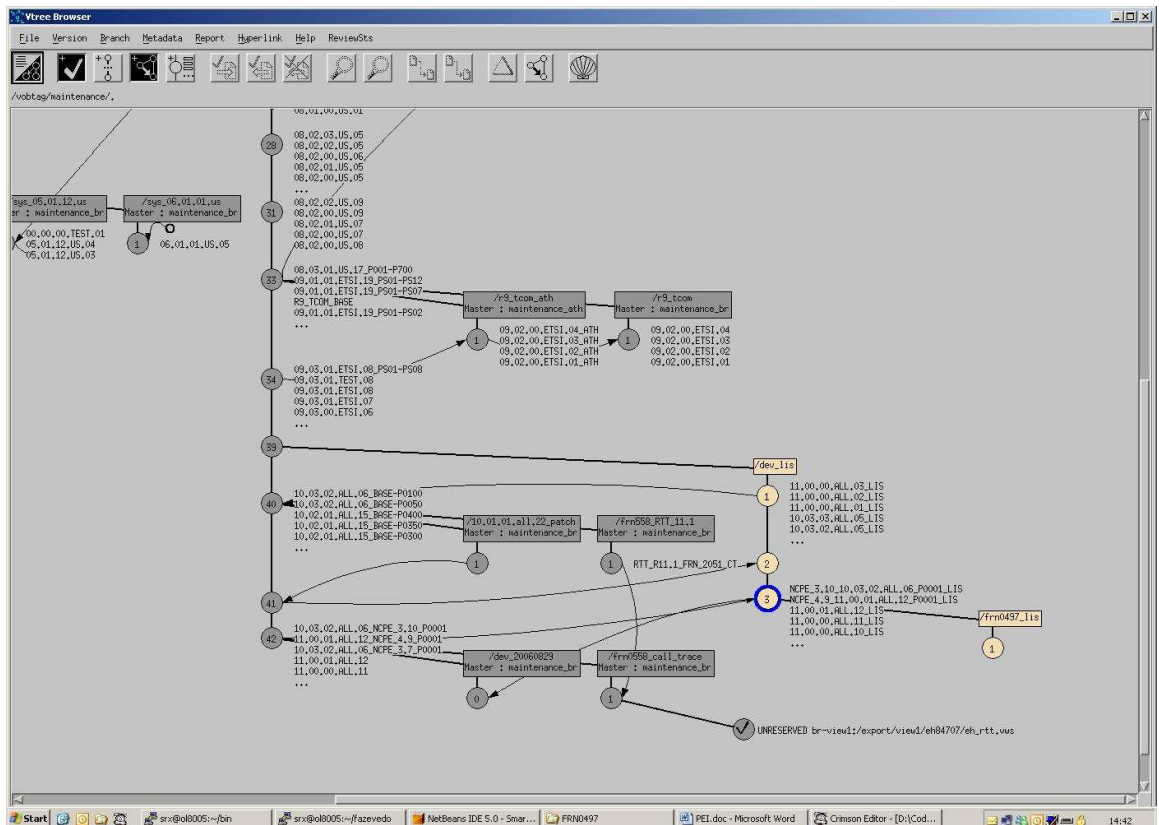 Vtree Browser
File Version Branch Metadata Report Hyperlink Help ReviewSts
/vobtag/maintenance/.
08.01.00.US.01
28
08.02.03.US.05
08.02.02.US.05
08.02.00.US.06
08.02.01.US.05
08.02.00.US.05
...
sys_05.01.12.us
er : maintenance_br
/sys_06.01.01.us
Master : maintenance_br
00.00.00.TEST.01
05.01.12.US.04
05.01.12.US.03
1
06.01.01.US.05
31
08.02.02.US.09
08.02.00.US.09
08.02.01.US.07
08.02.00.US.07
08.02.00.US.08
33
08.03.01.US.17_P001-P700
09.01.01.ETSI.19_PS01-PS12
09.01.01.ETSI.19_PS01-PS07
R9_TCOM_BASE
09.01.01.ETSI.19_PS01-PS02
...
/r9_tcom_ath
Master : maintenance_ath
/r9_tcom
Master : maintenance_br
1
09.02.00.ETSI.04_ATH
09.02.00.ETSI.03_ATH
09.02.00.ETSI.02_ATH
09.02.00.ETSI.01_ATH
1
09.02.00.ETSI.04
09.02.00.ETSI.03
09.02.00.ETSI.02
09.02.00.ETSI.01
34
09.03.01.ETSI.08_PS01-PS08
09.03.01.TEST.08
09.03.01.ETSI.08
09.03.01.ETSI.07
09.03.00.ETSI.06
...
39
/dev_lis
1
11.00.00.ALL.03_LIS
11.00.00.ALL.02_LIS
11.00.00.ALL.01_LIS
10.03.03.ALL.05_LIS
10.03.02.ALL.05_LIS
...
40
10.03.02.ALL.06_BASE-P0100
10.03.02.ALL.06_BASE-P0050
10.02.01.ALL.15_BASE-P0400
10.02.01.ALL.15_BASE-P0350
10.02.01.ALL.15_BASE-P0300
...
/10.01.01.all.22_patch
Master : maintenance_br
/frn558_RTT_11.1
Master : maintenance_br
1
1
RTT_R11.1_FRN_2051_CT
2
41
3
NCPE_3.10_10.03.02.ALL.06_P0001_LIS
NCPE_4.9_11.00.01.ALL.12_P0001_LIS
11.00.01.ALL.12_LIS
11.00.00.ALL.11_LIS
11.00.00.ALL.10_LIS
...
/frn0497_lis
1
42
10.03.02.ALL.06_NCPE_3.10_P0001
11.00.01.ALL.12_NCPE_4.9_P0001
10.03.02.ALL.06_NCPE_3.7_P0001
11.00.01.ALL.12
11.00.00.ALL.11
...
/dev_20060829
Master : maintenance_br
/frn0558_call_trace
Master : maintenance_br
0
1
UNRESERVED br-view1:/export/view1/eh84707/eh_rtt.vws
Start
srx@ol8005:~/bin
srx@ol8005:~/fazevedo
NetBeans IDE 5.0 - Smar...
FRN0497
PEI.doc - Microsoft Word
Crimson Editor - [D:\Cod...
14:42